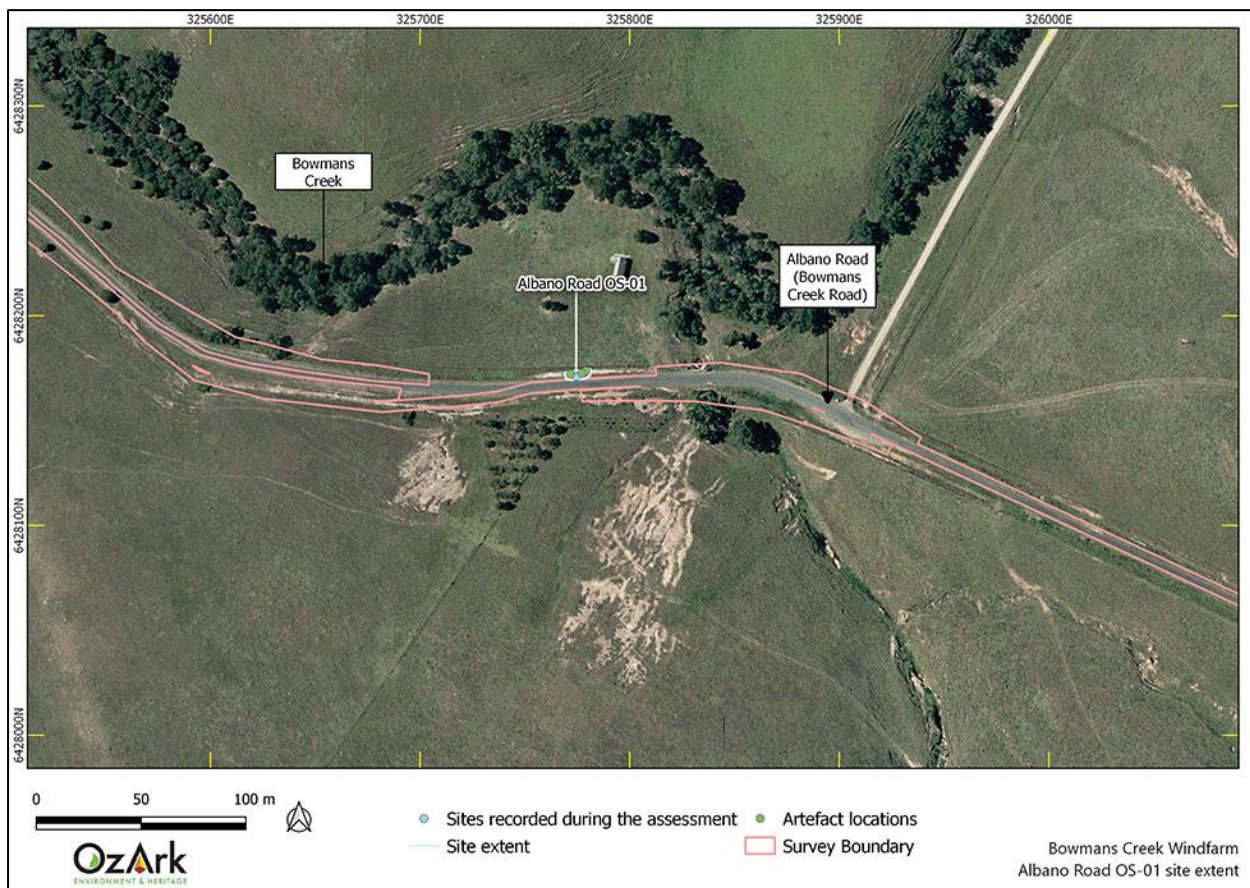 325600E
325700E
325800E
325900E
326000E
6428300N
6428200N
6428100N
6428000N
Bowmans
Creek
Albano Road OS-01
Albano Road
(Bowmans
Creek Road)
0
50
100 m
Sites recorded during the assessment
Artefact locations
Site extent
Survey Boundary
OzArk
ENVIRONMENT & HERITAGE
Bowmans Creek Windfarm
Albano Road OS-01 site extent